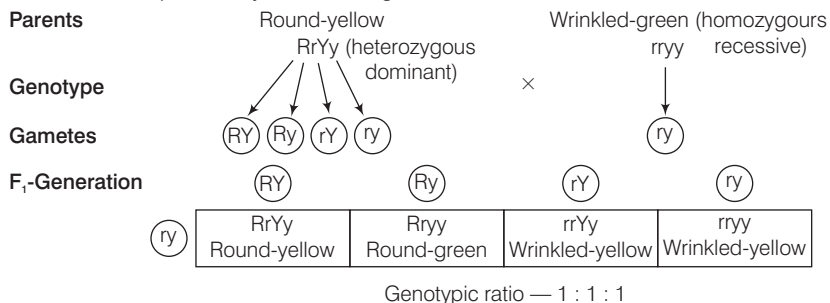 Parents Round-yellow Wrinkled-green (homozygours
RrYy (heterozygous rryy recessive)
dominant)
Genotype ×
Gametes RY Ry rY ry ry
F₁-Generation RY Ry rY ry
ry RrYy Rryy rrYy rryy
Round-yellow Round-green Wrinkled-yellow Wrinkled-yellow
Genotypic ratio — 1 : 1 : 1